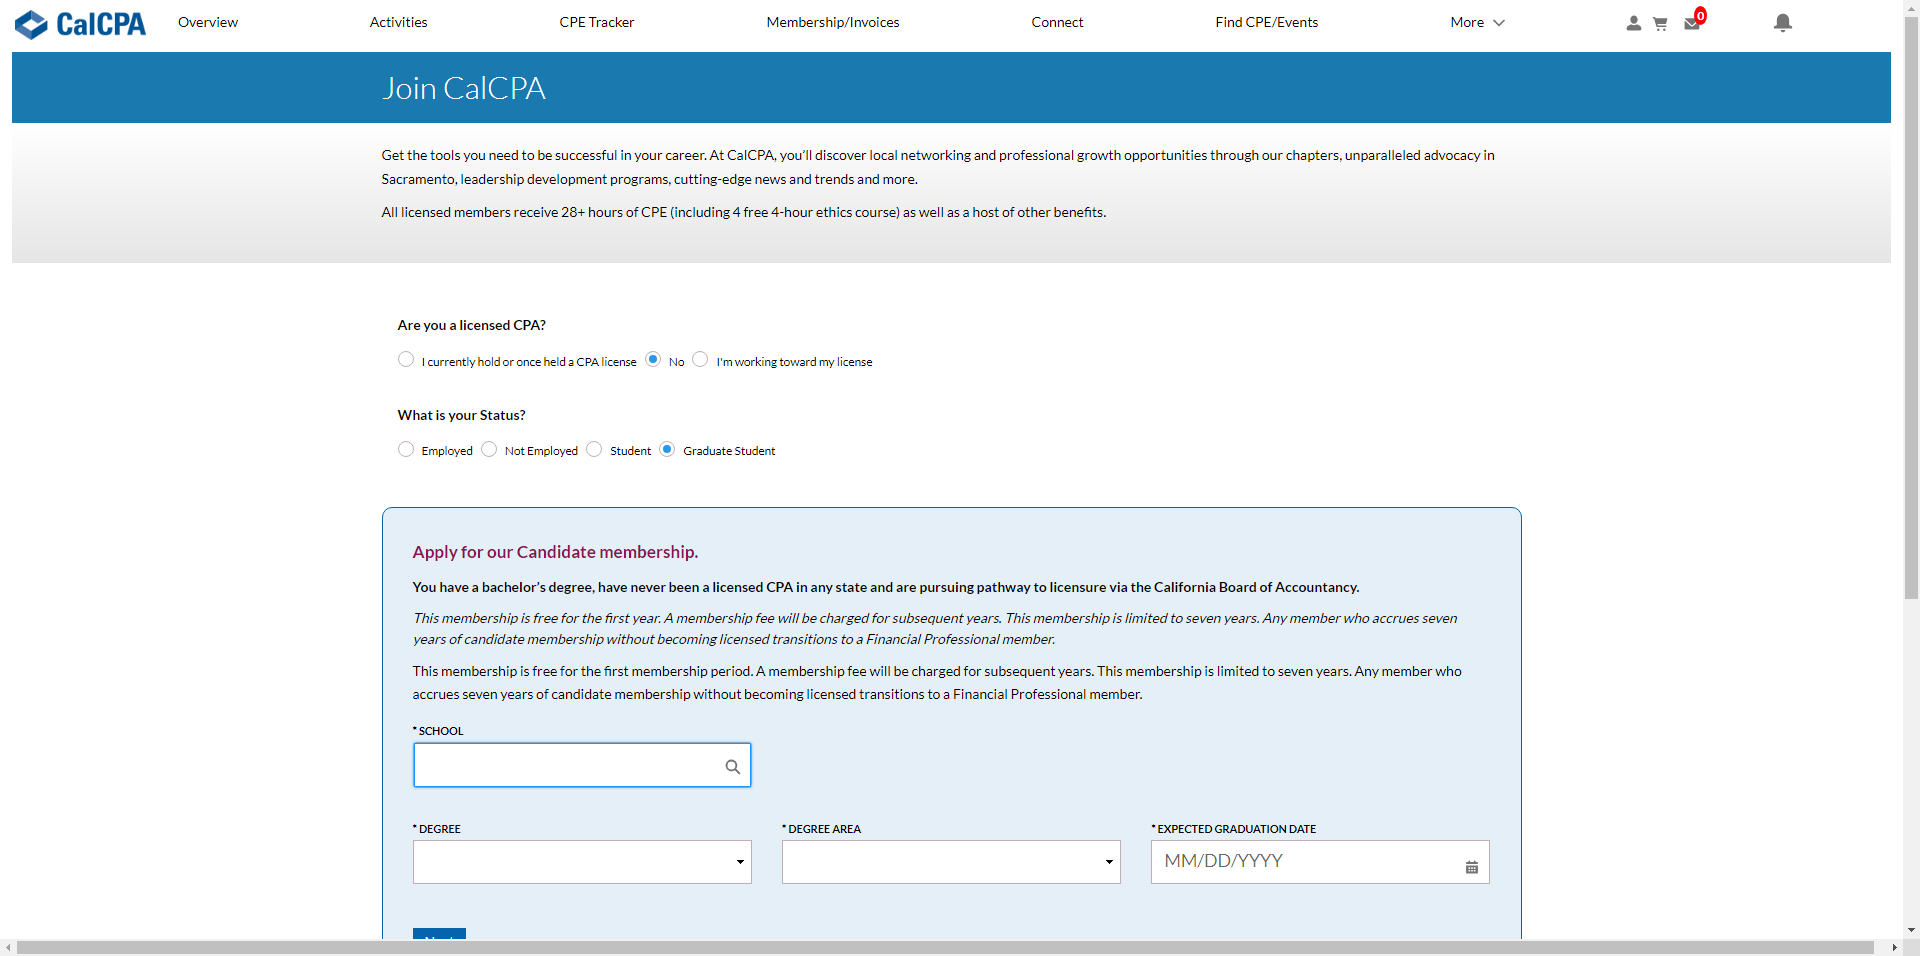 CalCPA
Overview
Activities
CPE Tracker
Membership/Invoices
Connect
Find CPE/Events
More
0
Join CalCPA
Get the tools you need to be successful in your career. At CalCPA, you’ll discover local networking and professional growth opportunities through our chapters, unparalleled advocacy in
Sacramento, leadership development programs, cutting-edge news and trends and more.
All licensed members receive 28+ hours of CPE (including 4 free 4-hour ethics course) as well as a host of other benefits.
Are you a licensed CPA?
I currently hold or once held a CPA license No I'm working toward my license
What is your Status?
Employed Not Employed Student Graduate Student
Apply for our Candidate membership.
You have a bachelor’s degree, have never been a licensed CPA in any state and are pursuing pathway to licensure via the California Board of Accountancy.
This membership is free for the first year. A membership fee will be charged for subsequent years. This membership is limited to seven years. Any member who accrues seven
years of candidate membership without becoming licensed transitions to a Financial Professional member.
This membership is free for the first membership period. A membership fee will be charged for subsequent years. This membership is limited to seven years. Any member who
accrues seven years of candidate membership without becoming licensed transitions to a Financial Professional member.
* SCHOOL
* DEGREE
* DEGREE AREA
* EXPECTED GRADUATION DATE
MM/DD/YYYY